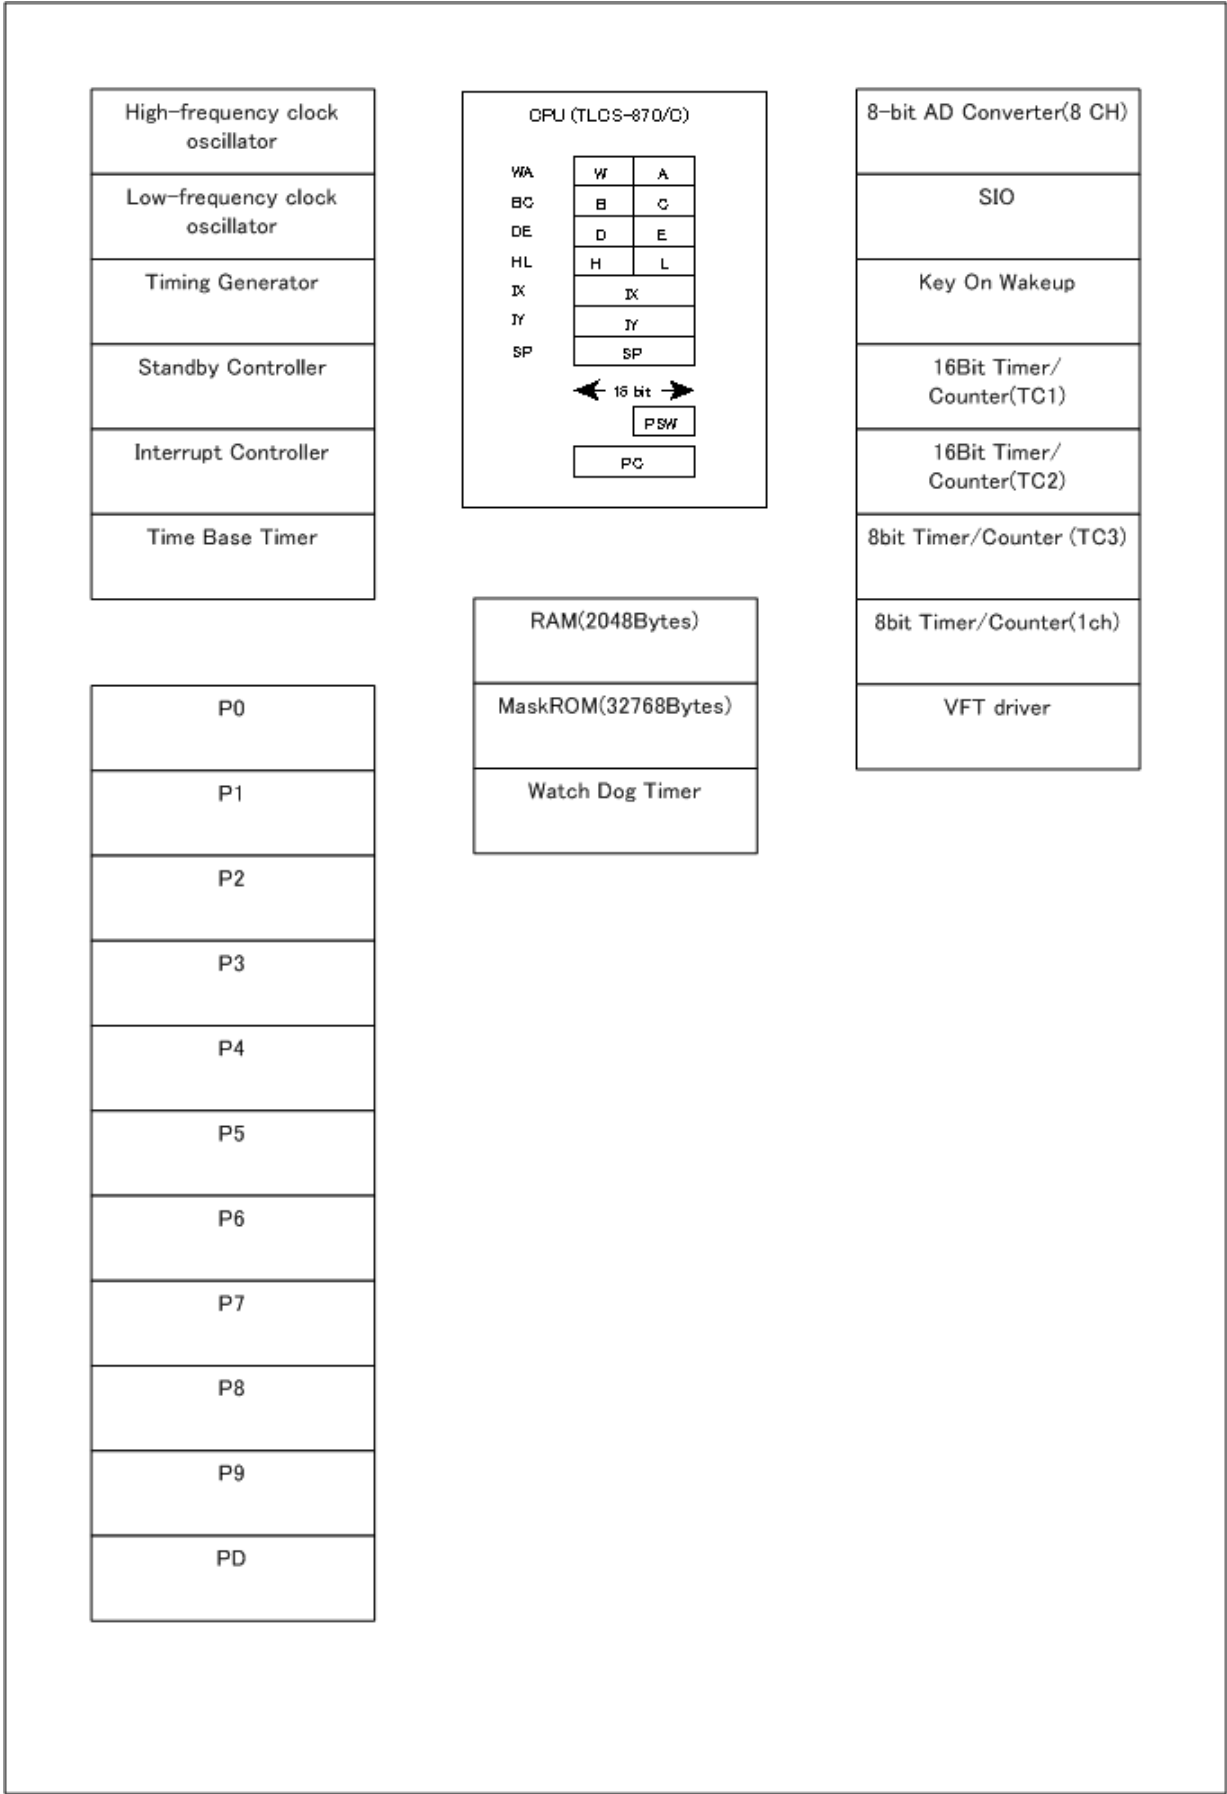 High-frequency clock
oscillator
Low-frequency clock
oscillator
Timing Generator
Standby Controller
Interrupt Controller
Time Base Timer
P0
P1
P2
P3
P4
P5
P6
P7
P8
P9
PD
CPU (TLCS-870/C)
WA W A
BC B C
DE D E
HL H L
IX IX
IY IY
SP SP
16 bit
PSW
PC
RAM(2048Bytes)
MaskROM(32768Bytes)
Watch Dog Timer
8-bit AD Converter(8 CH)
SIO
Key On Wakeup
16Bit Timer/
Counter(TC1)
16Bit Timer/
Counter(TC2)
8bit Timer/Counter (TC3)
8bit Timer/Counter(1ch)
VFT driver